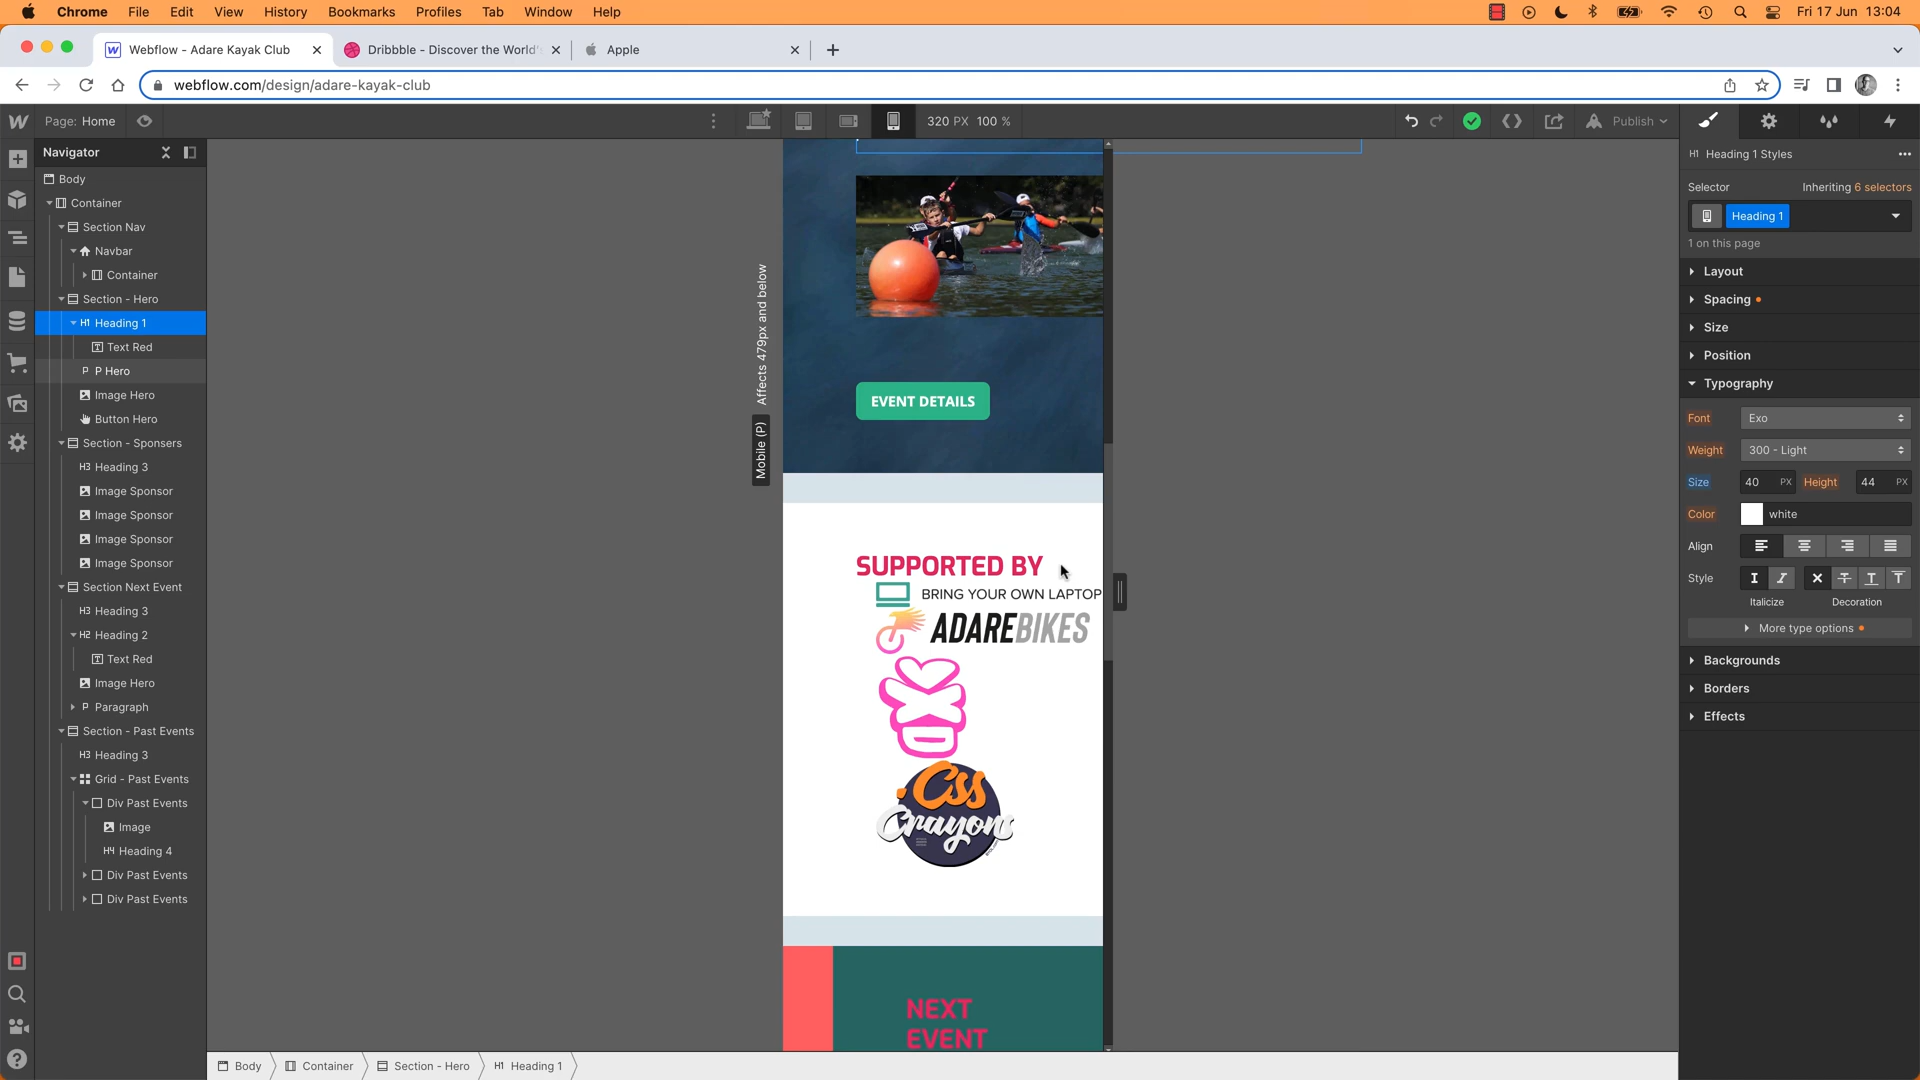 Chrome File Edit View History Bookmarks Profiles Tab Window Help Fri 17 Jun 13:04
Webflow - Adare Kayak Club Dribbble - Discover the World' Apple
webflow.com/design/adare-kayak-club
Page: Home 320 PX 100 % Publish
Navigator
Body
Container
Section Nav
Navbar
Container
Section - Hero
H1 Heading 1
Text Red
P P Hero
Image Hero
Button Hero
Section - Sponsers
H3 Heading 3
Image Sponsor
Image Sponsor
Image Sponsor
Image Sponsor
Section Next Event
H3 Heading 3
H2 Heading 2
Text Red
Image Hero
P Paragraph
Section - Past Events
H3 Heading 3
Grid - Past Events
Div Past Events
Image
H4 Heading 4
Div Past Events
Div Past Events
Affects 479px and below
Mobile (P)
EVENT DETAILS
SUPPORTED BY
BRING YOUR OWN LAPTOP
ADAREBIKES
CSS
Crayons
NEXT
EVENT
H1 Heading 1 Styles
Selector Inheriting 6 selectors
Heading 1
1 on this page
Layout
Spacing
Size
Position
Typography
Font Exo
Weight 300 - Light
Size 40 PX Height 44 PX
Color white
Align
Style
Italicize Decoration
More type options
Backgrounds
Borders
Effects
Body Container Section - Hero H1 Heading 1